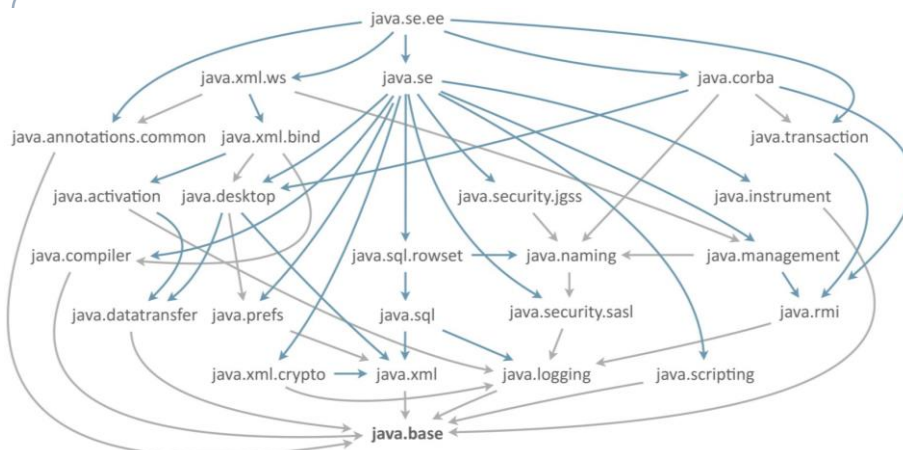 java.se.ee
java.xml.ws java.se java.corba
java.annotations.common java.xml.bind java.transaction
java.activation java.desktop java.security.jgss java.instrument
java.compiler java.sql.rowset java.naming java.management
java.datatransfer java.prefs java.sql java.security.sasl java.rmi
java.xml.crypto java.xml java.logging java.scripting
java.base